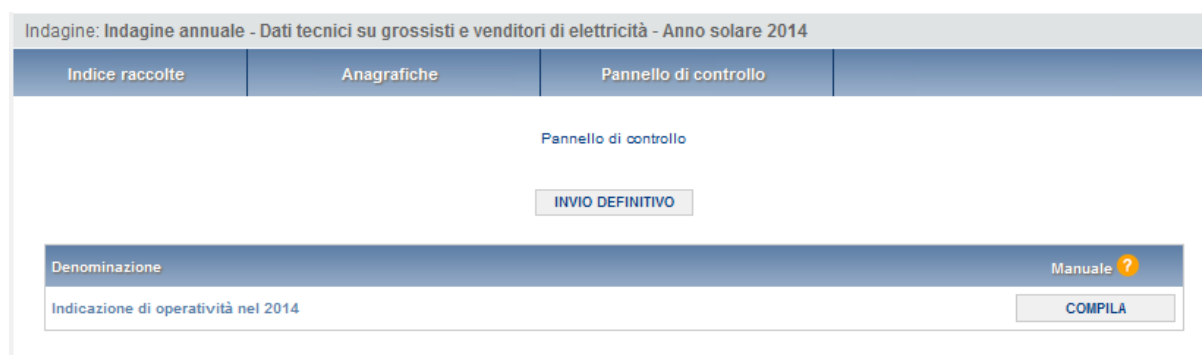 Indagine: Indagine annuale - Dati tecnici su grossisti e venditori di elettricità - Anno solare 2014
Indice raccolte Anagrafiche Pannello di controllo
Pannello di controllo
INVIO DEFINITIVO
Denominazione Manuale ?
Indicazione di operatività nel 2014 COMPILA